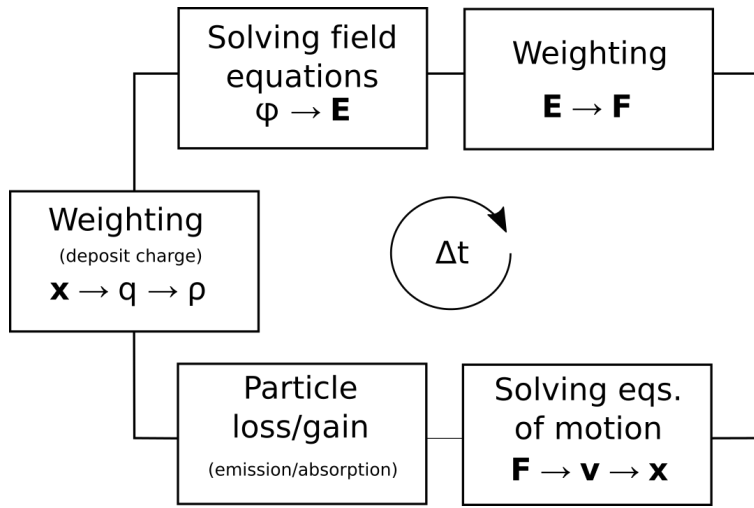 Solving field
equations
φ → E
Weighting
E → F
Weighting
(deposit charge)
x → q → ρ
Δt
Particle
loss/gain
(emission/absorption)
Solving eqs.
of motion
F → v → x